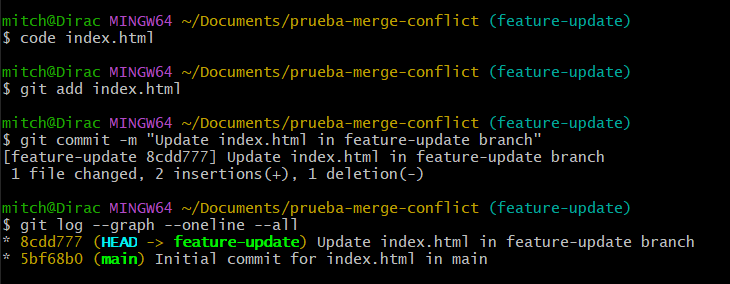 mitch@Dirac MINGW64 ~/Documents/prueba-merge-conflict (feature-update)
$ code index.html
mitch@Dirac MINGW64 ~/Documents/prueba-merge-conflict (feature-update)
$ git add index.html
mitch@Dirac MINGW64 ~/Documents/prueba-merge-conflict (feature-update)
$ git commit -m "Update index.html in feature-update branch"
[feature-update 8cdd777] Update index.html in feature-update branch
 1 file changed, 2 insertions(+), 1 deletion(-)
mitch@Dirac MINGW64 ~/Documents/prueba-merge-conflict (feature-update)
$ git log --graph --oneline --all
* 8cdd777 (HEAD -> feature-update) Update index.html in feature-update branch
* 5bf68b0 (main) Initial commit for index.html in main